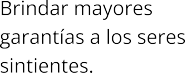 Brindar mayores
garantías a los seres
sintientes.